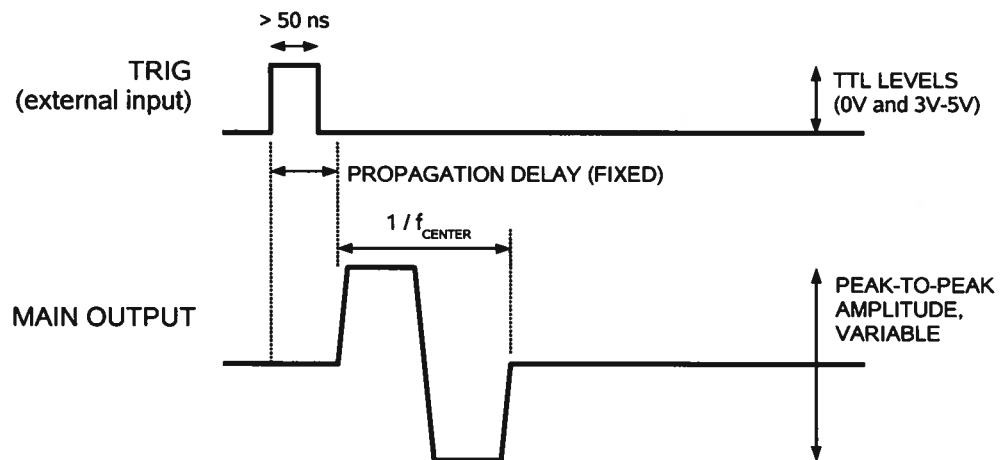 > 50 ns
TRIG
(external input)
TTL LEVELS
(0V and 3V-5V)
PROPAGATION DELAY (FIXED)
1 / fCENTER
MAIN OUTPUT
PEAK-TO-PEAK
AMPLITUDE,
VARIABLE